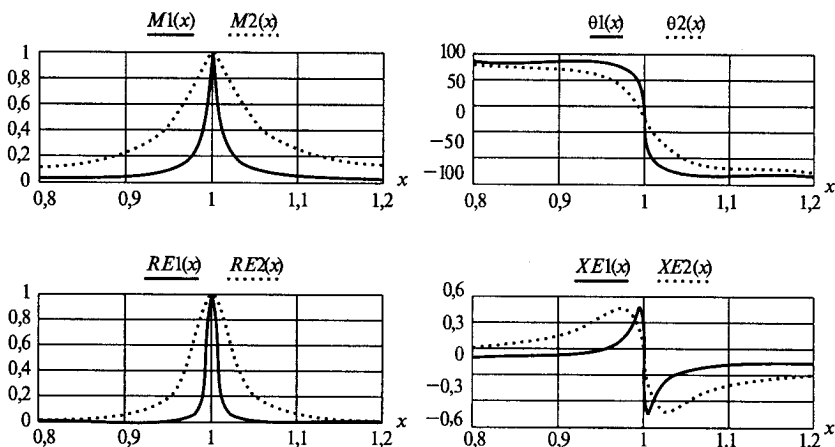 M1(x) M2(x)
1
0,8
0,6
0,4
0,2
0
0,8 0,9 1 1,1 1,2 x
θ1(x) θ2(x)
100
50
0
−50
−100
0,8 0,9 1 1,1 1,2 x
RE1(x) RE2(x)
1
0,8
0,6
0,4
0,2
0
0,8 0,9 1 1,1 1,2 x
XE1(x) XE2(x)
0,6
0,3
0
−0,3
−0,6
0,8 0,9 1 1,1 1,2 x